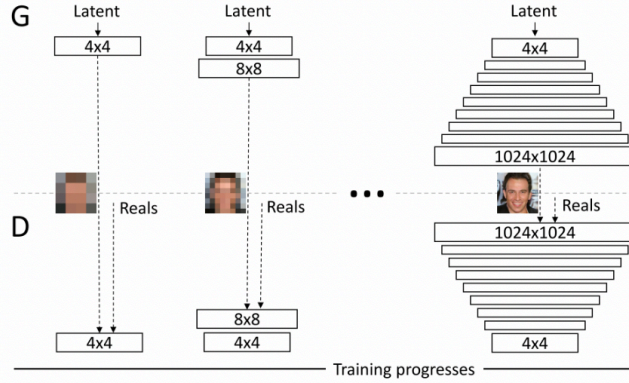 G
Latent
Latent
Latent
4x4
4x4
4x4
8x8
1024x1024
Reals
Reals
Reals
D
1024x1024
8x8
4x4
4x4
4x4
Training progresses